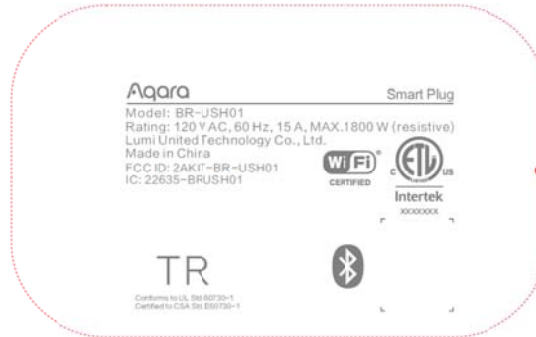 Aqara Smart Plug
Model: BR-USH01
Rating: 120 V AC, 60 Hz, 15 A, MAX.1800 W (resistive)
Lumi United Technology Co., Ltd.
Made in China
FCC ID: 2AKIT-BR-USH01
IC: 22635-BRUSH01
WiFi®
CERTIFIED
C ETL US
Intertek
XXXXXXX
TR
Conforms to UL Std.60730-1
Certified to CSA Std.E60730-1